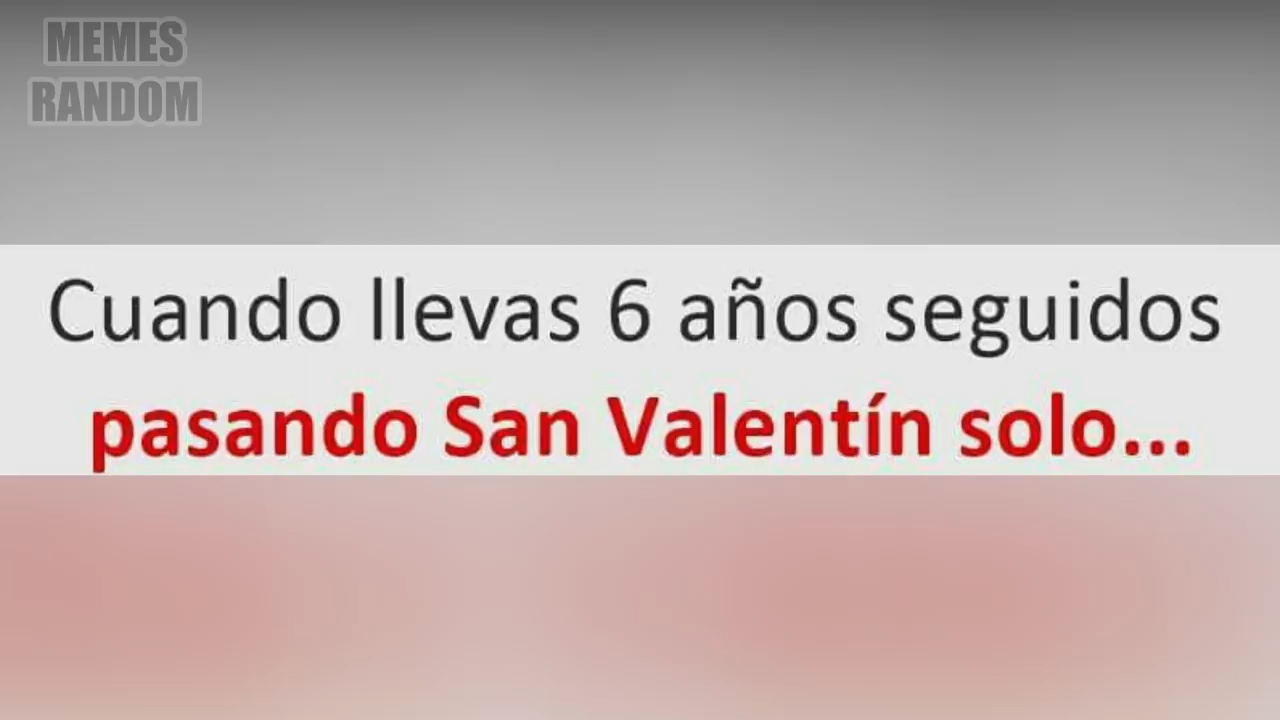 MEMES
RANDOM
Cuando llevas 6 años seguidos
pasando San Valentín solo...